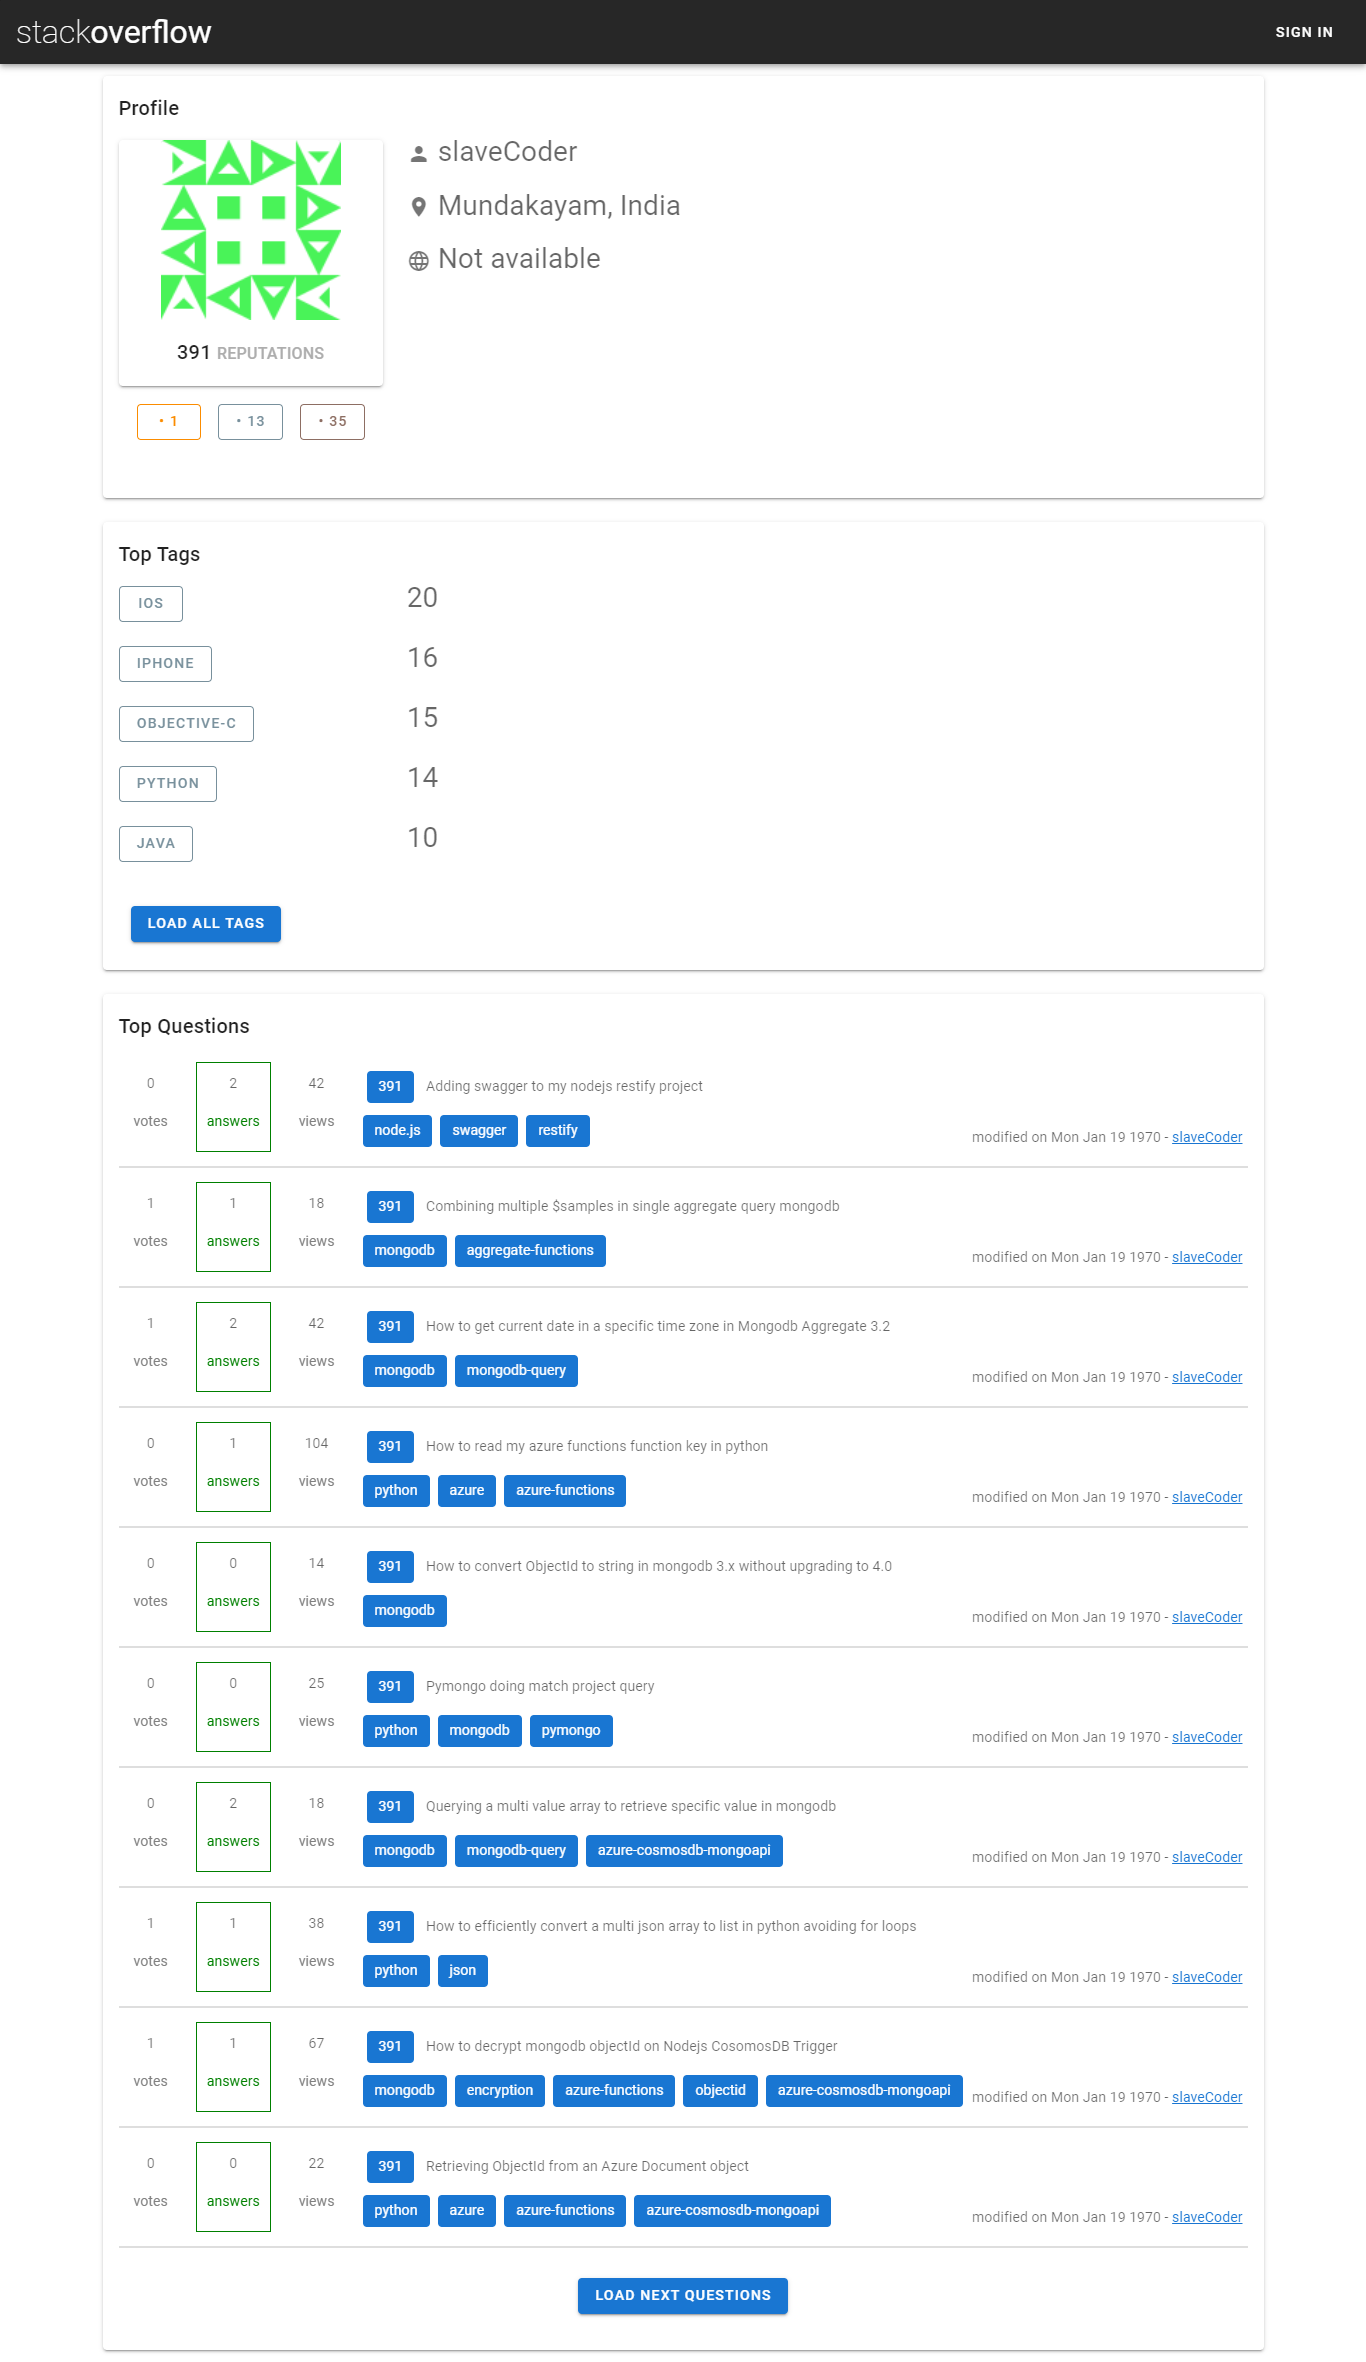 stackoverflow
SIGN IN
Profile
slaveCoder
Mundakayam, India
Not available
391 REPUTATIONS
• 1
• 13
• 35
Top Tags
IOS 20
IPHONE 16
OBJECTIVE-C 15
PYTHON 14
JAVA 10
LOAD ALL TAGS
Top Questions
0 2 42 391 Adding swagger to my nodejs restify project
votes answers views node.js swagger restify modified on Mon Jan 19 1970 - slaveCoder
1 1 18 391 Combining multiple $samples in single aggregate query mongodb
votes answers views mongodb aggregate-functions modified on Mon Jan 19 1970 - slaveCoder
1 2 42 391 How to get current date in a specific time zone in Mongodb Aggregate 3.2
votes answers views mongodb mongodb-query modified on Mon Jan 19 1970 - slaveCoder
0 1 104 391 How to read my azure functions function key in python
votes answers views python azure azure-functions modified on Mon Jan 19 1970 - slaveCoder
0 0 14 391 How to convert ObjectId to string in mongodb 3.x without upgrading to 4.0
votes answers views mongodb modified on Mon Jan 19 1970 - slaveCoder
0 0 25 391 Pymongo doing match project query
votes answers views python mongodb pymongo modified on Mon Jan 19 1970 - slaveCoder
0 2 18 391 Querying a multi value array to retrieve specific value in mongodb
votes answers views mongodb mongodb-query azure-cosmosdb-mongoapi modified on Mon Jan 19 1970 - slaveCoder
1 1 38 391 How to efficiently convert a multi json array to list in python avoiding for loops
votes answers views python json modified on Mon Jan 19 1970 - slaveCoder
1 1 67 391 How to decrypt mongodb objectId on Nodejs CosomosDB Trigger
votes answers views mongodb encryption azure-functions objectid azure-cosmosdb-mongoapi modified on Mon Jan 19 1970 - slaveCoder
0 0 22 391 Retrieving ObjectId from an Azure Document object
votes answers views python azure azure-functions azure-cosmosdb-mongoapi modified on Mon Jan 19 1970 - slaveCoder
LOAD NEXT QUESTIONS